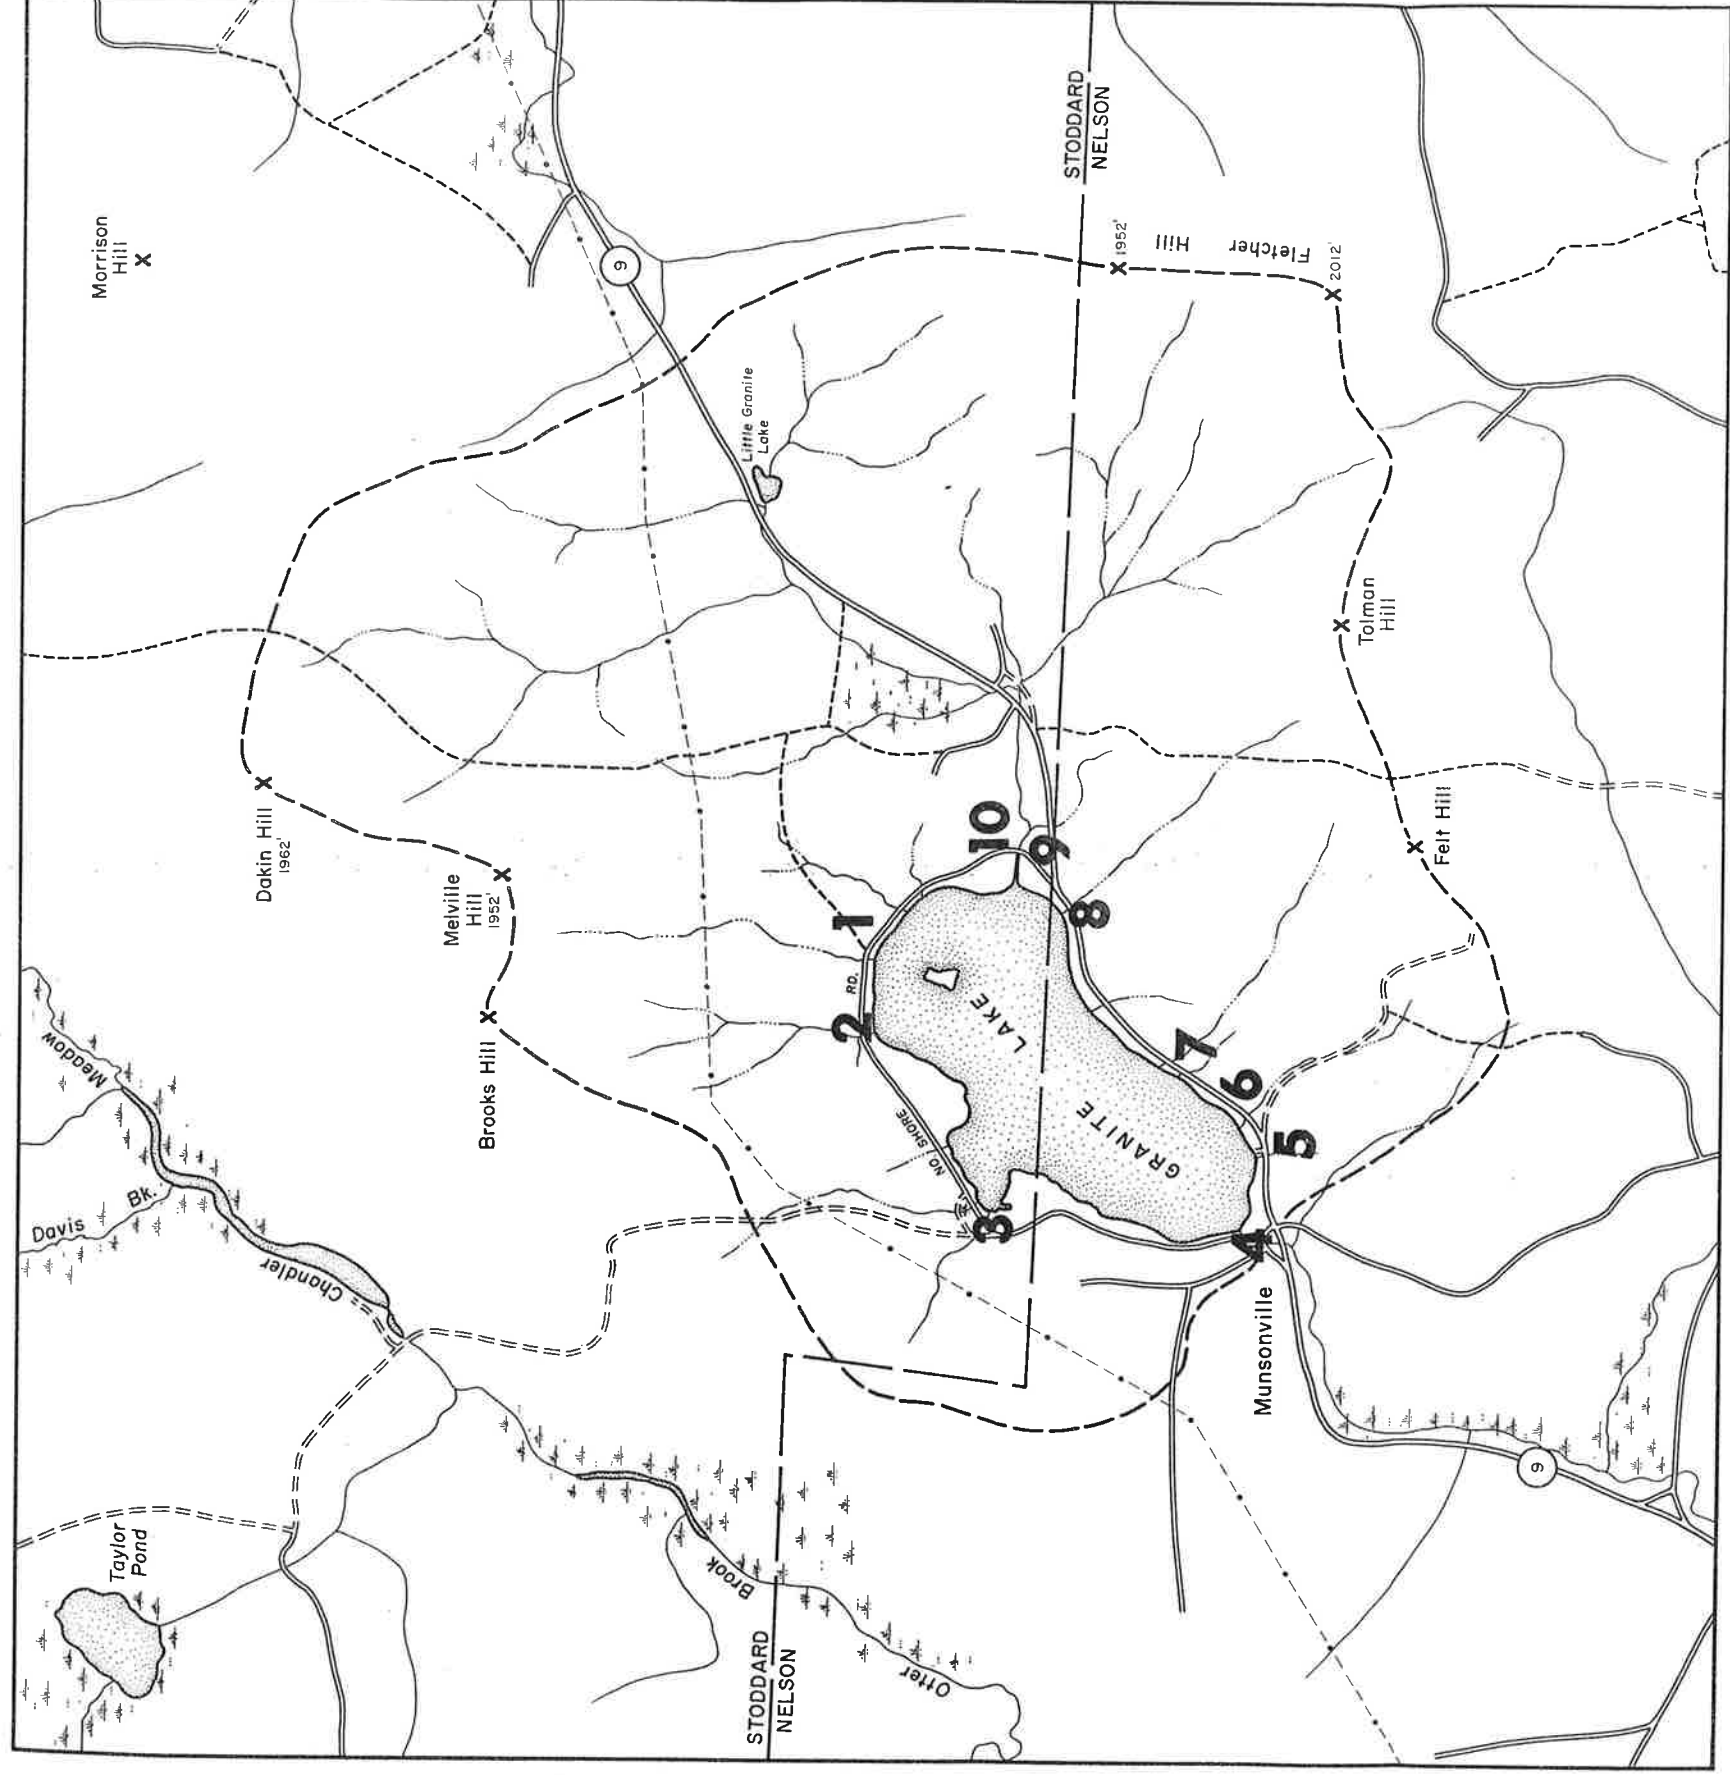 Morrison
Hill
9
STODDARD
NELSON
1952'
Fletcher
Hill
2012'
Little Granite
Lake
Tolman
Hill
Felt Hill
Dakin Hill
1962'
Melville
Hill
1952'
Brooks Hill
10
9
8
1
RD.
2
LAKE
GRANITE
7
6
5
NO. SHORE
3
4
Munsonville
Meadow
Davis
Bk.
Chandler
Taylor
Pond
Brook
Otter
STODDARD
NELSON
9